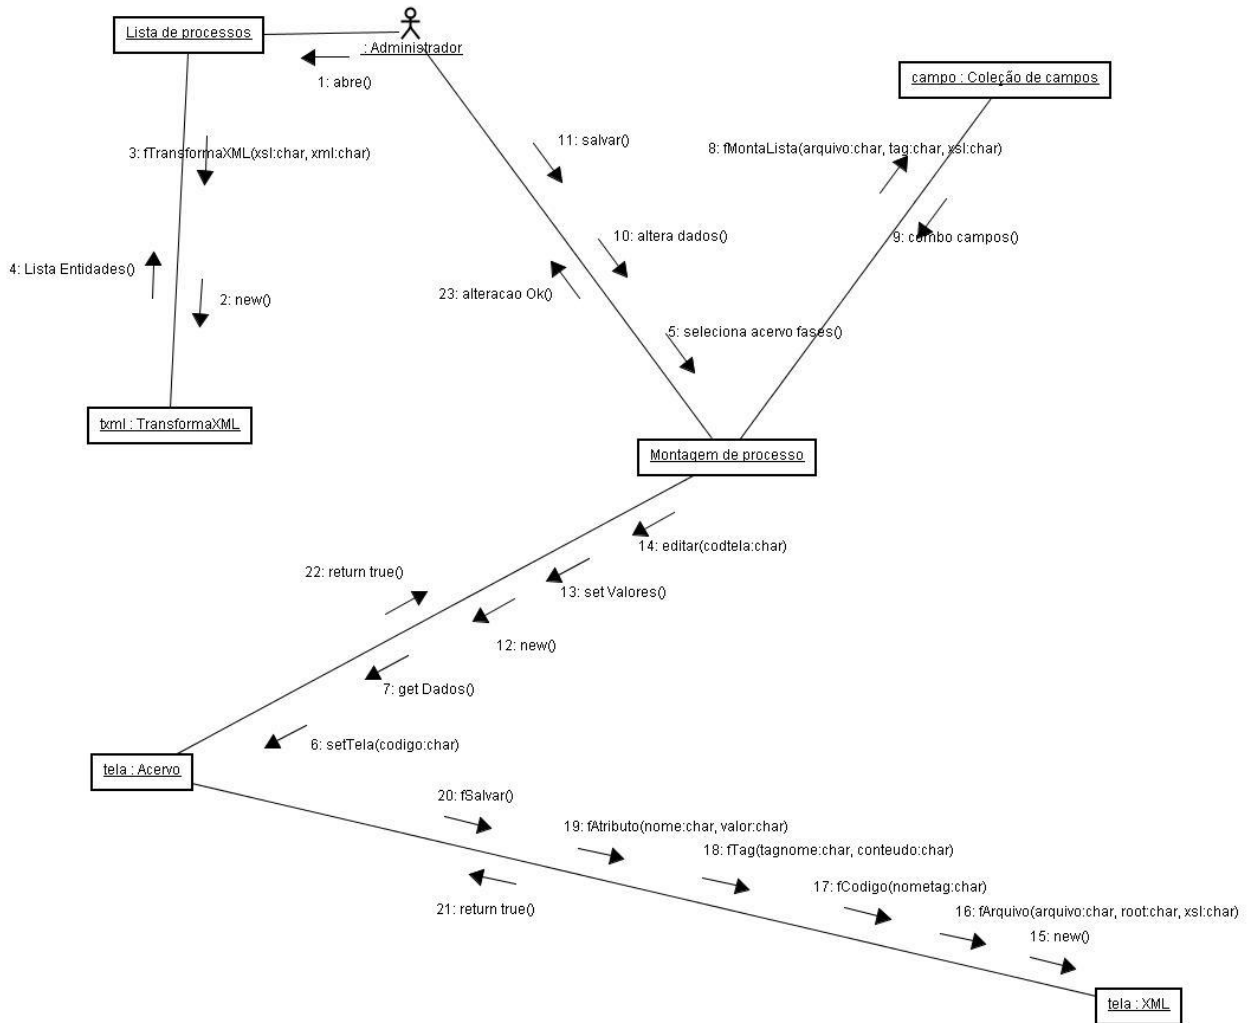 Lista de processos
: Administrador
1: abre()
campo : Coleção de campos
11: salvar()
8: fMontaLista(arquivo:char, tag:char, xsl:char)
3: fTransformaXML(xsl:char, xml:char)
10: altera dados()
9: combo campos()
4: Lista Entidades()
2: new()
23: alteracao Ok()
5: seleciona acervo fases()
txml : TransformaXML
Montagem de processo
14: editar(codtela:char)
22: return true()
13: set Valores()
12: new()
7: get Dados()
6: setTela(codigo:char)
tela : Acervo
20: fSalvar()
19: fAtributo(nome:char, valor:char)
18: fTag(tagnome:char, conteudo:char)
17: fCodigo(nometag:char)
21: return true()
16: fArquivo(arquivo:char, root:char, xsl:char)
15: new()
tela : XML